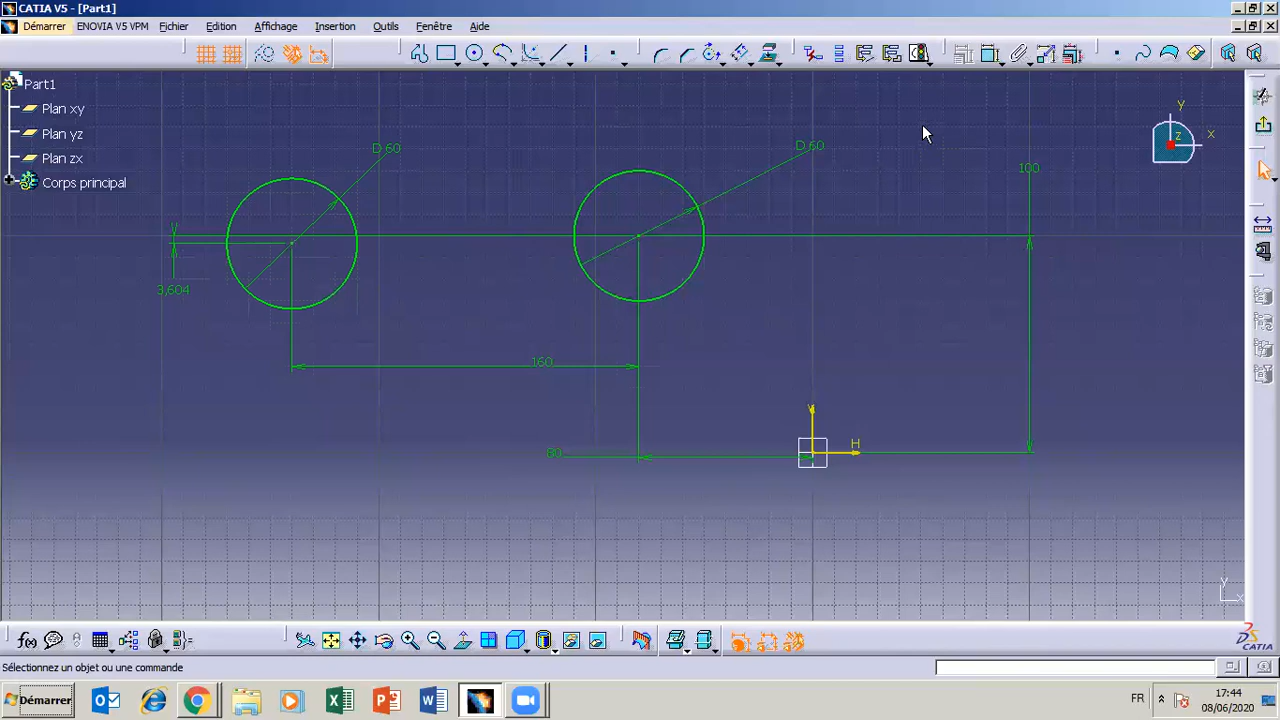 CATIA V5 - [Part1]
Démarrer ENOVIA V5 VPM Fichier Edition Affichage Insertion Outils Fenêtre Aide
Part1
Plan xy
Plan yz
Plan zx
Corps principal
D 60
D 60
100
3,604
160
80
V
H
y
x
z
y
x
f(x)
CATIA
Sélectionnez un objet ou une commande
Démarrer
FR
17:44
08/06/2020